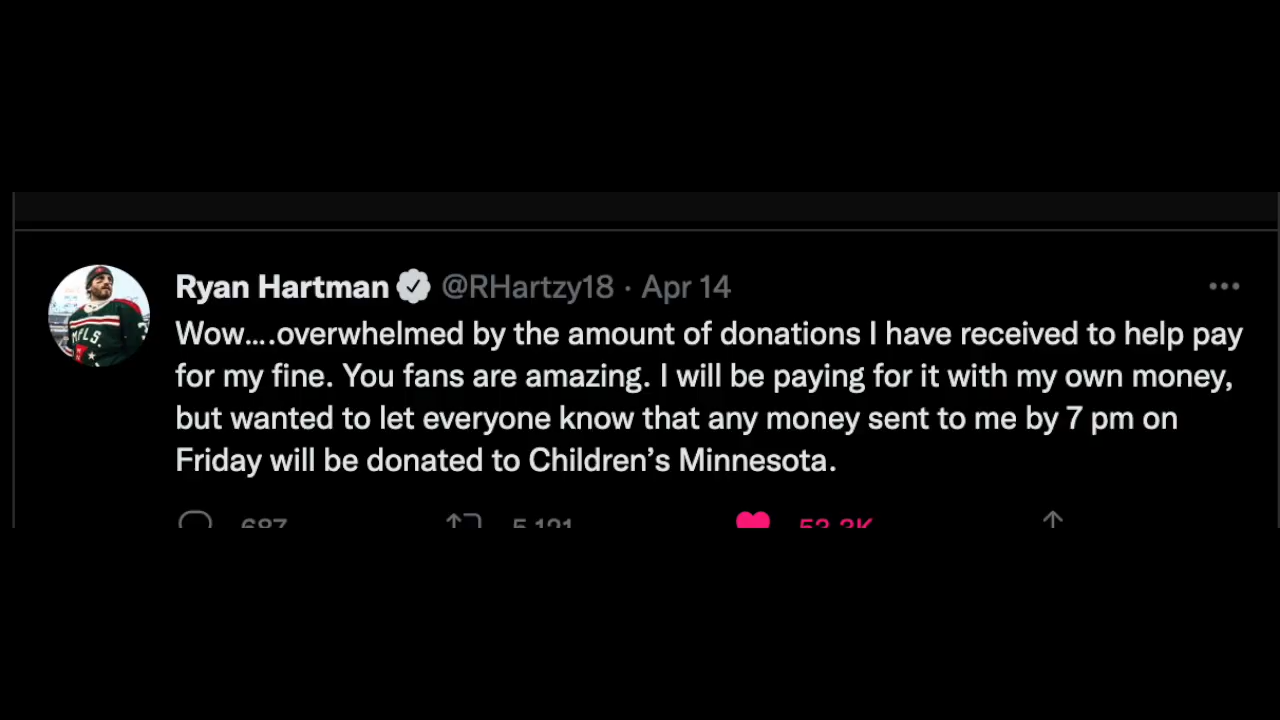 Ryan Hartman @RHartzy18 · Apr 14
Wow....overwhelmed by the amount of donations I have received to help pay
for my fine. You fans are amazing. I will be paying for it with my own money,
but wanted to let everyone know that any money sent to me by 7 pm on
Friday will be donated to Children’s Minnesota.
687 5,121 53.3K